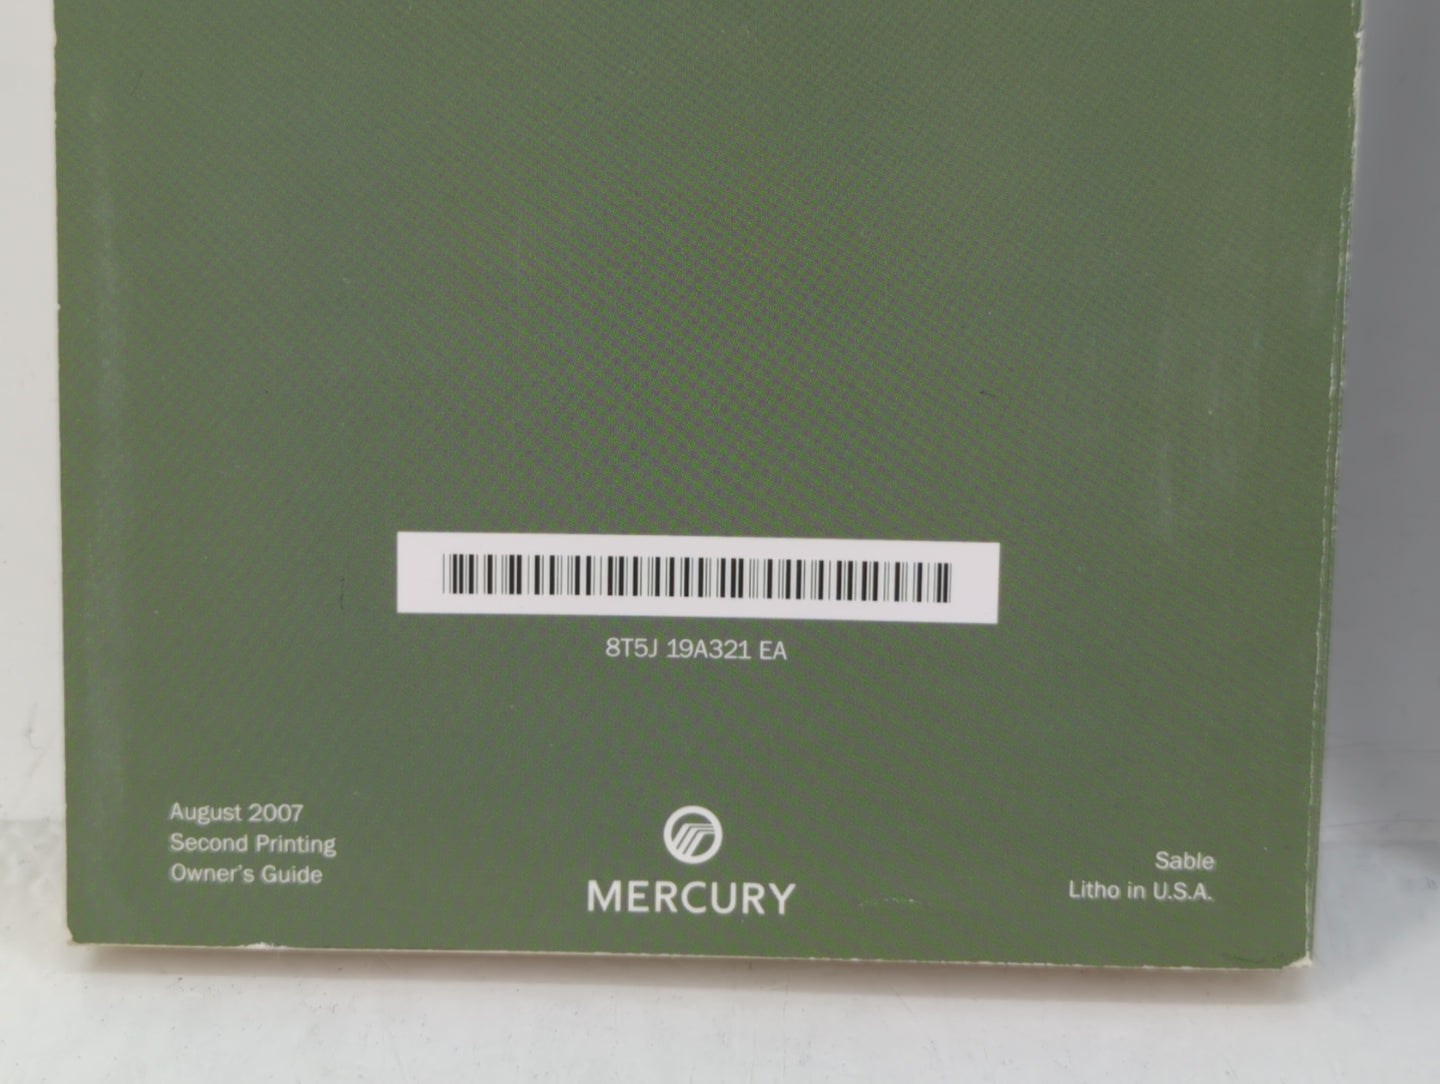 8T5J 19A321 EA
August 2007
Second Printing
Owner's Guide
MERCURY
Sable
Litho in U.S.A.